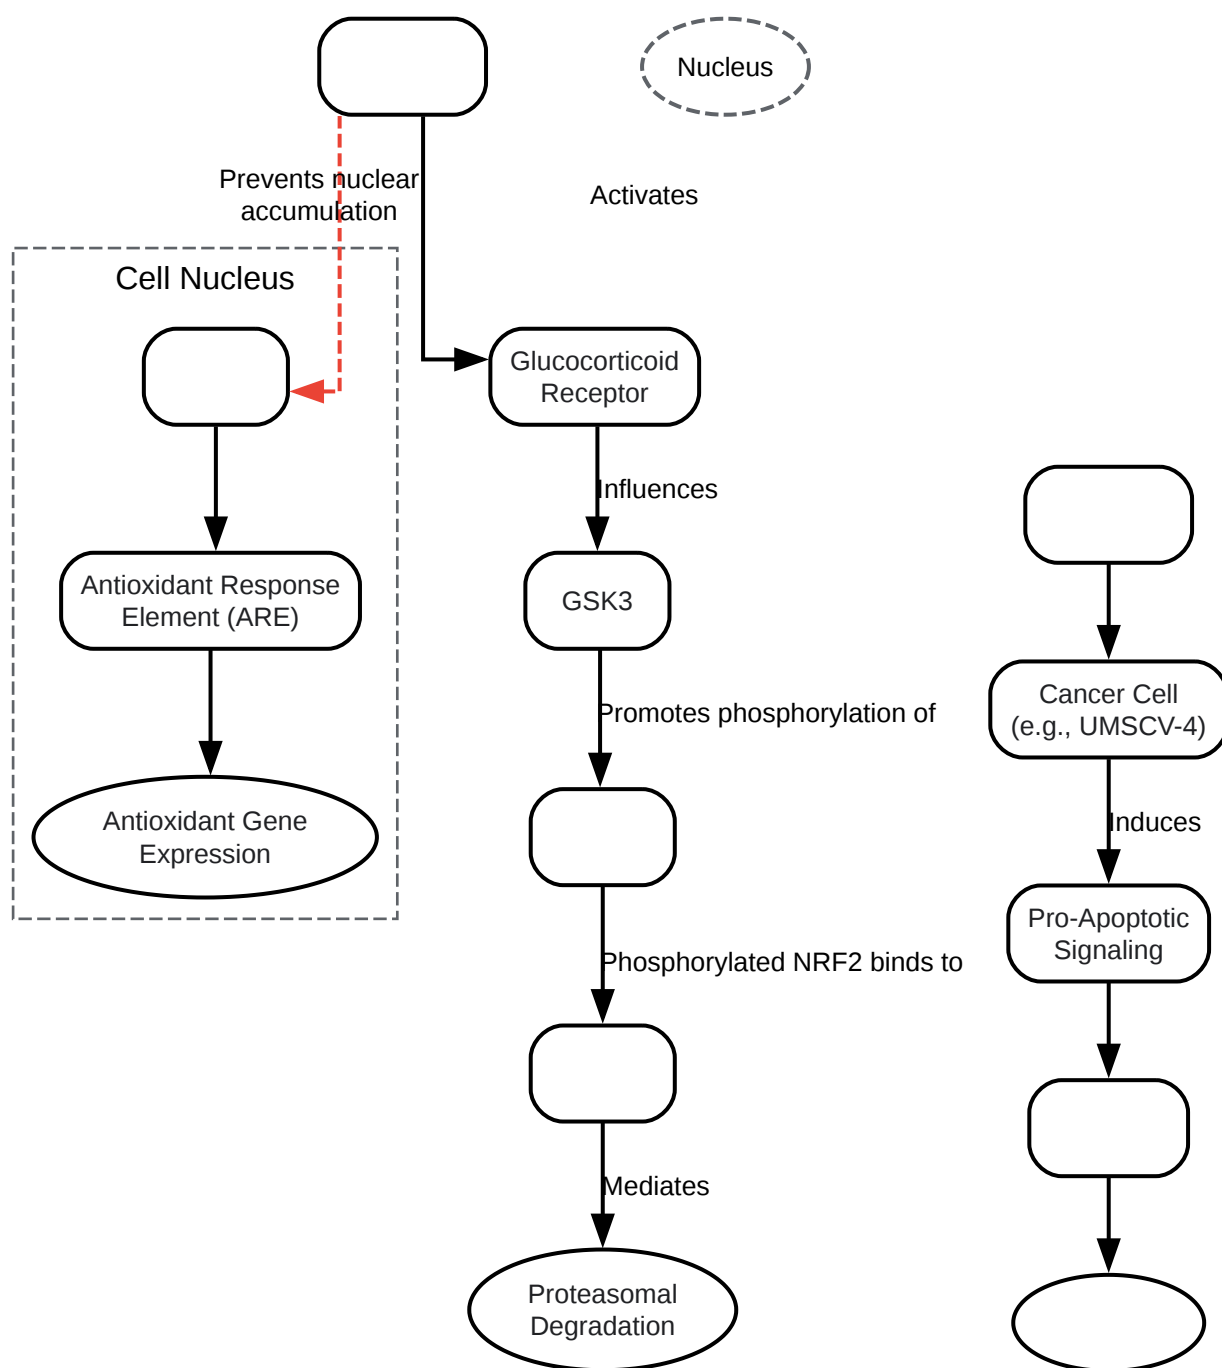 Nucleus
Prevents nuclear
accumulation
Activates
Cell Nucleus
Glucocorticoid
Receptor
Influences
Antioxidant Response
Element (ARE)
GSK3
Cancer Cell
(e.g., UMSCV-4)
Promotes phosphorylation of
Antioxidant Gene
Expression
Induces
Pro-Apoptotic
Signaling
Phosphorylated NRF2 binds to
Mediates
Proteasomal
Degradation